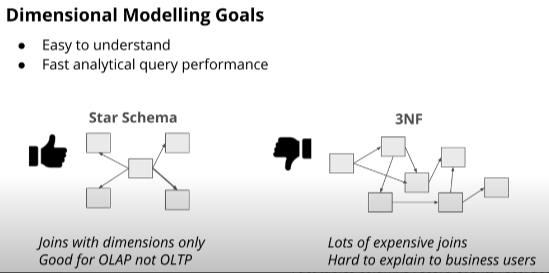 Dimensional Modelling Goals
● Easy to understand
● Fast analytical query performance
Star Schema
Joins with dimensions only
Good for OLAP not OLTP
3NF
Lots of expensive joins
Hard to explain to business users